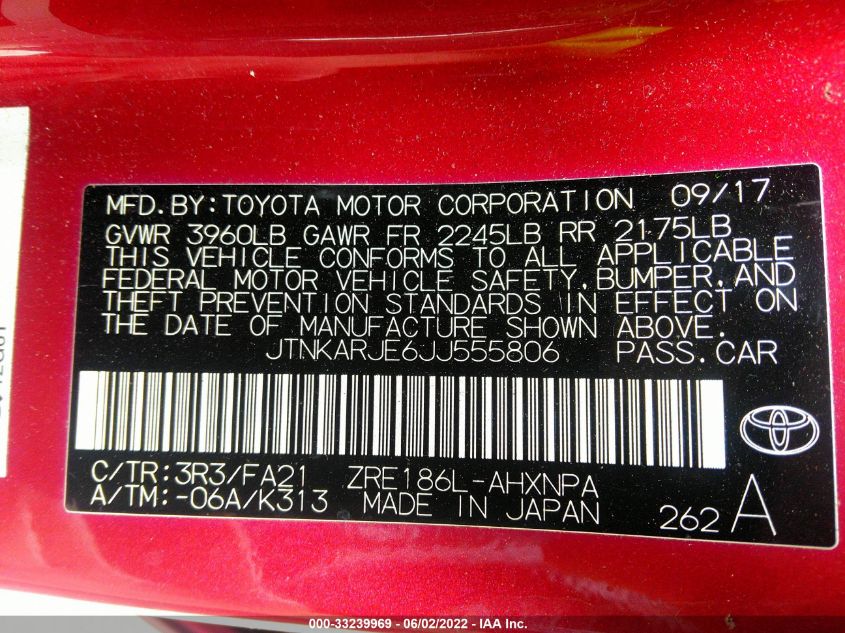 MFD.BY:TOYOTA MOTOR CORPORATION 09/17
GVWR 3960LB GAWR FR 2245LB RR 2175LB
THIS VEHICLE CONFORMS TO ALL APPLICABLE
FEDERAL MOTOR VEHICLE SAFETY,BUMPER,AND
THEFT PREVENTION STANDARDS IN EFFECT ON
THE DATE OF MANUFACTURE SHOWN ABOVE.
JTNKARJE6JJ555806 PASS.CAR
C/TR:3R3/FA21 ZRE186L-AHXNPA
A/TM:-06A/K313 MADE IN JAPAN 262 A
000-33239969 - 06/02/2022 - IAA Inc.